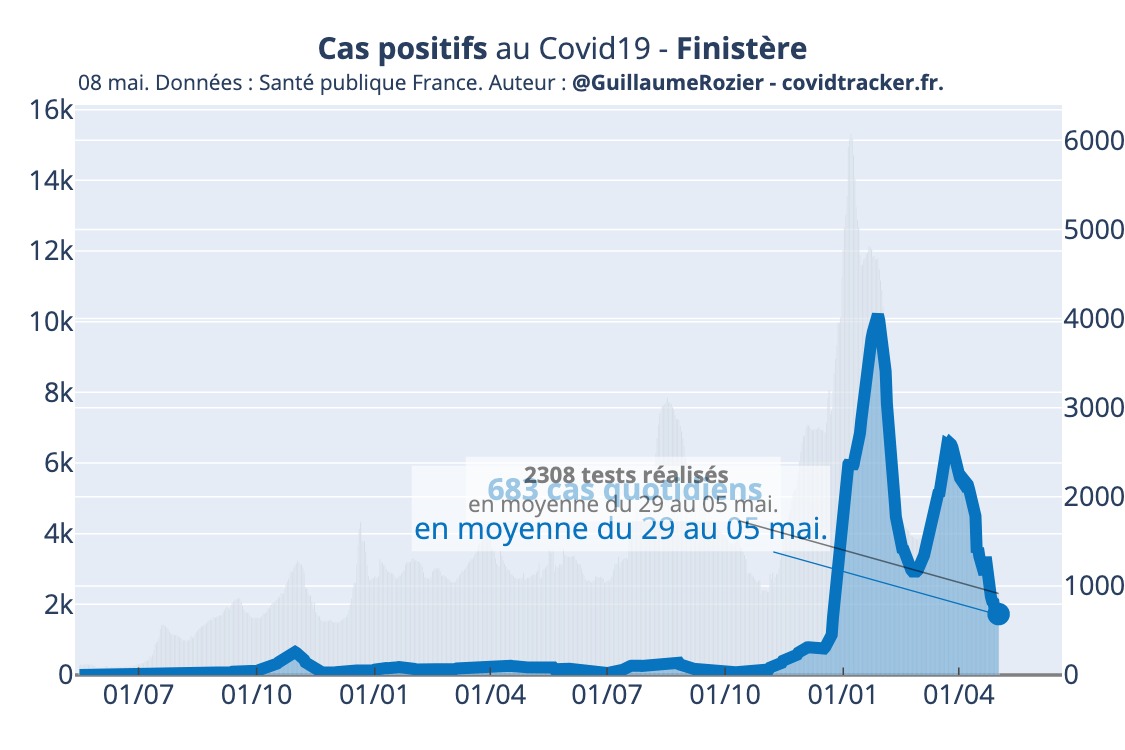 Cas positifs au Covid19 - Finistère
08 mai. Données : Santé publique France. Auteur : @GuillaumeRozier - covidtracker.fr.
16k
14k
12k
10k
8k
6k
4k
2k
0
6000
5000
4000
3000
2000
1000
0
2308 tests réalisés
683 cas quotidiens
en moyenne du 29 au 05 mai.
en moyenne du 29 au 05 mai.
01/07 01/10 01/01 01/04 01/07 01/10 01/01 01/04